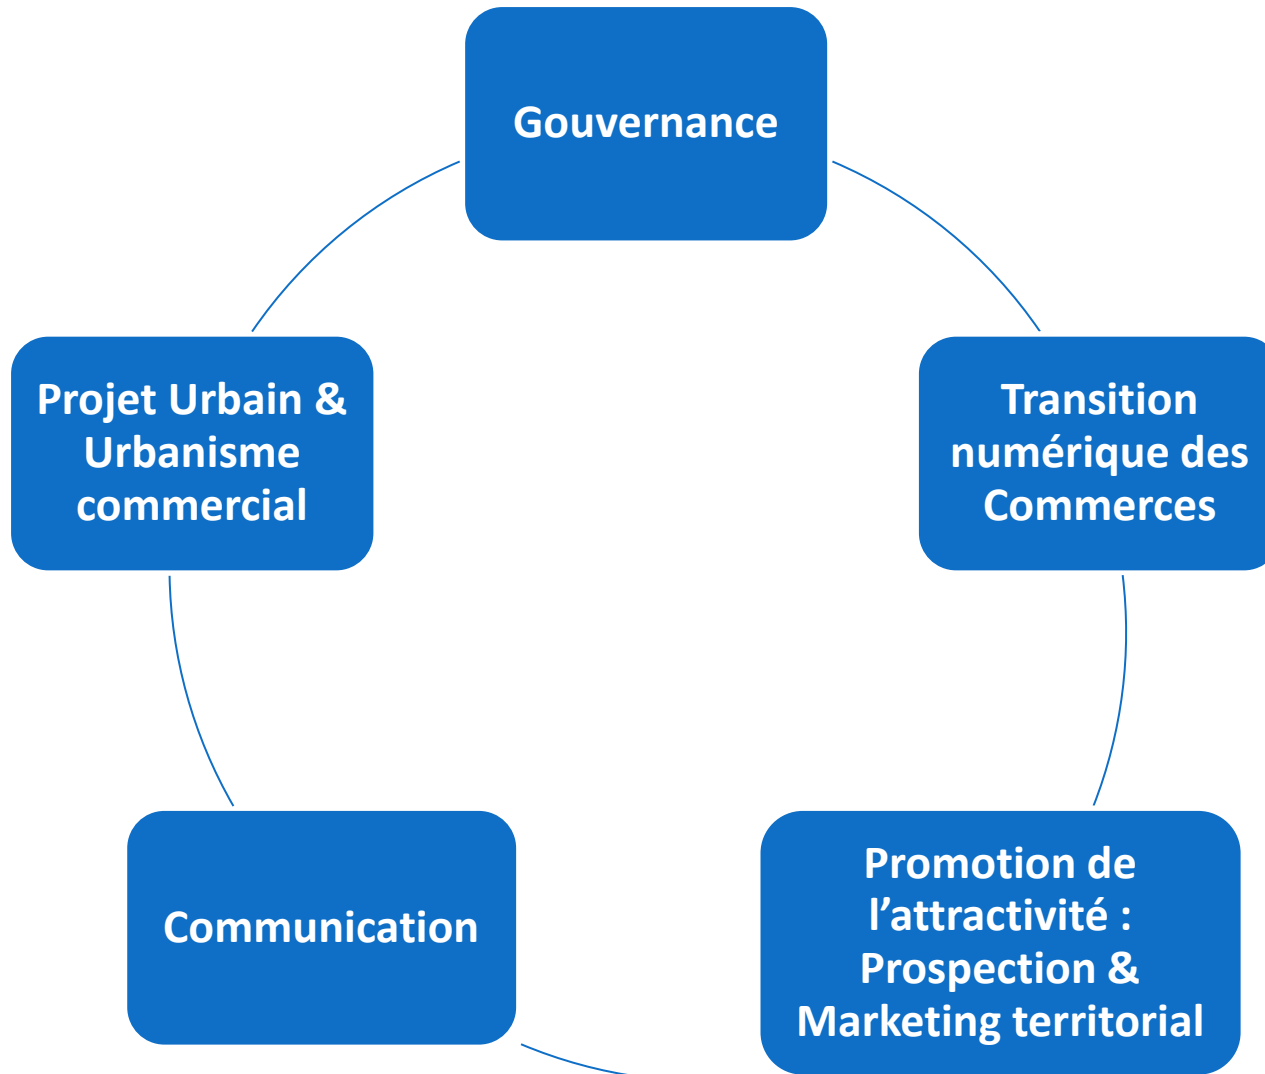 Gouvernance
Projet Urbain &
Urbanisme
commercial
Transition
numérique des
Commerces
Communication
Promotion de
l’attractivité :
Prospection &
Marketing territorial